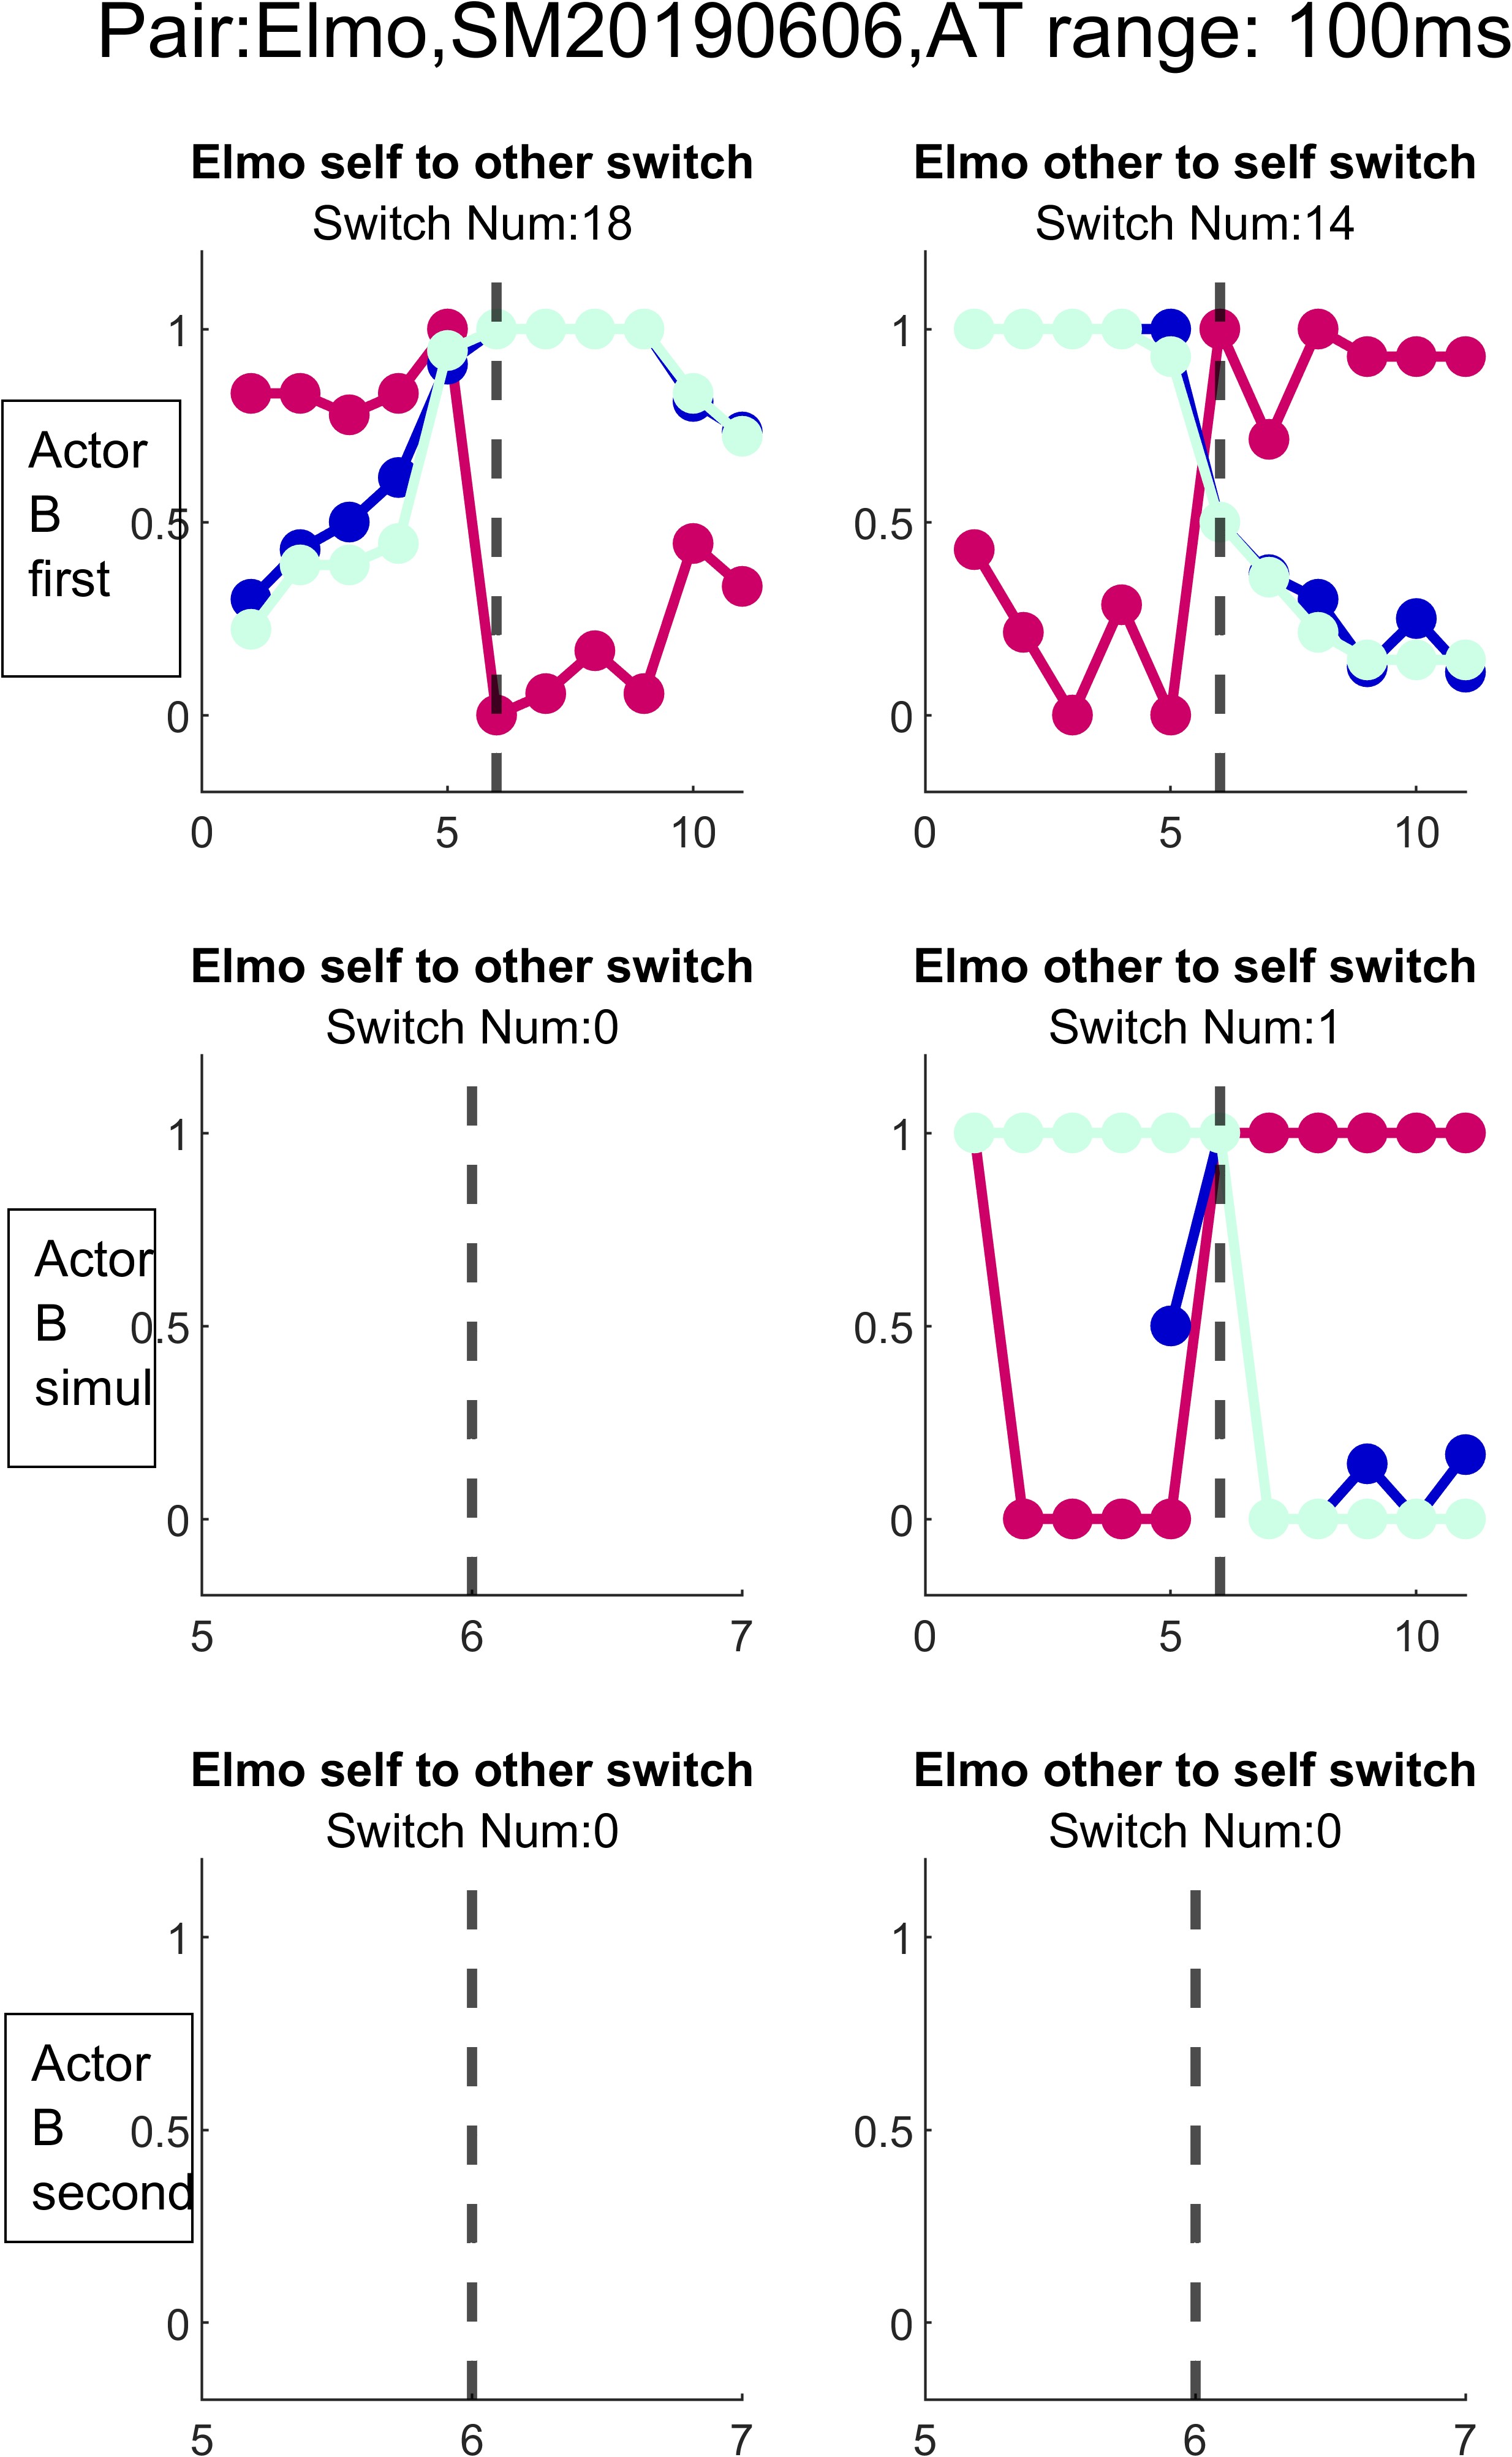 Pair:Elmo,SM20190606,AT range: 100ms
Elmo self to other switch
Switch Num:18
Elmo other to self switch
Switch Num:14
Actor
B
first
1
0.5
0
0
5
10
1
0.5
0
0
5
10
Elmo self to other switch
Switch Num:0
Elmo other to self switch
Switch Num:1
Actor
B
simul
1
0.5
0
5
6
7
1
0.5
0
0
5
10
Elmo self to other switch
Switch Num:0
Elmo other to self switch
Switch Num:0
Actor
B
second
1
0.5
0
5
6
7
1
0.5
0
5
6
7